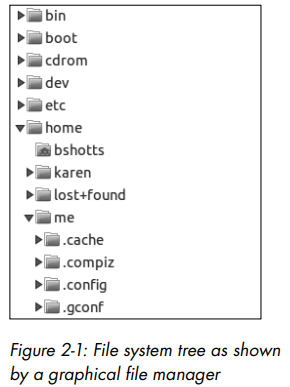 bin
boot
cdrom
dev
etc
home
bshotts
karen
lost+found
me
.cache
.compiz
.config
.gconf
Figure 2-1: File system tree as shown
by a graphical file manager